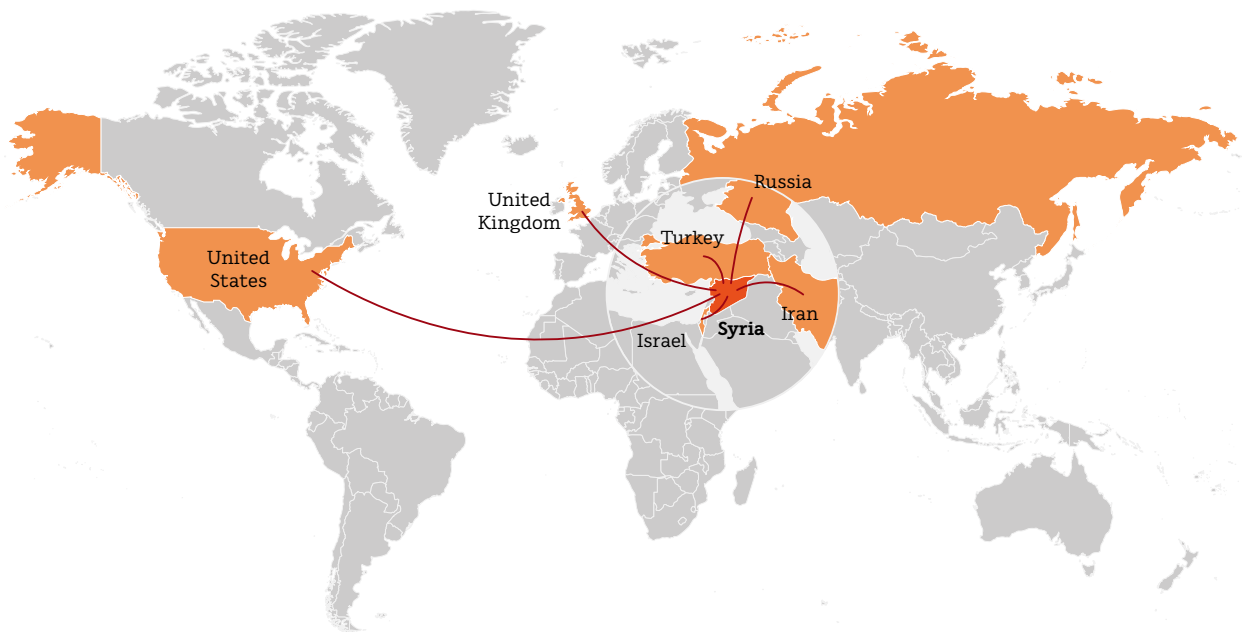 Russia
United
Kingdom
Turkey
United
States
Iran
Syria
Israel